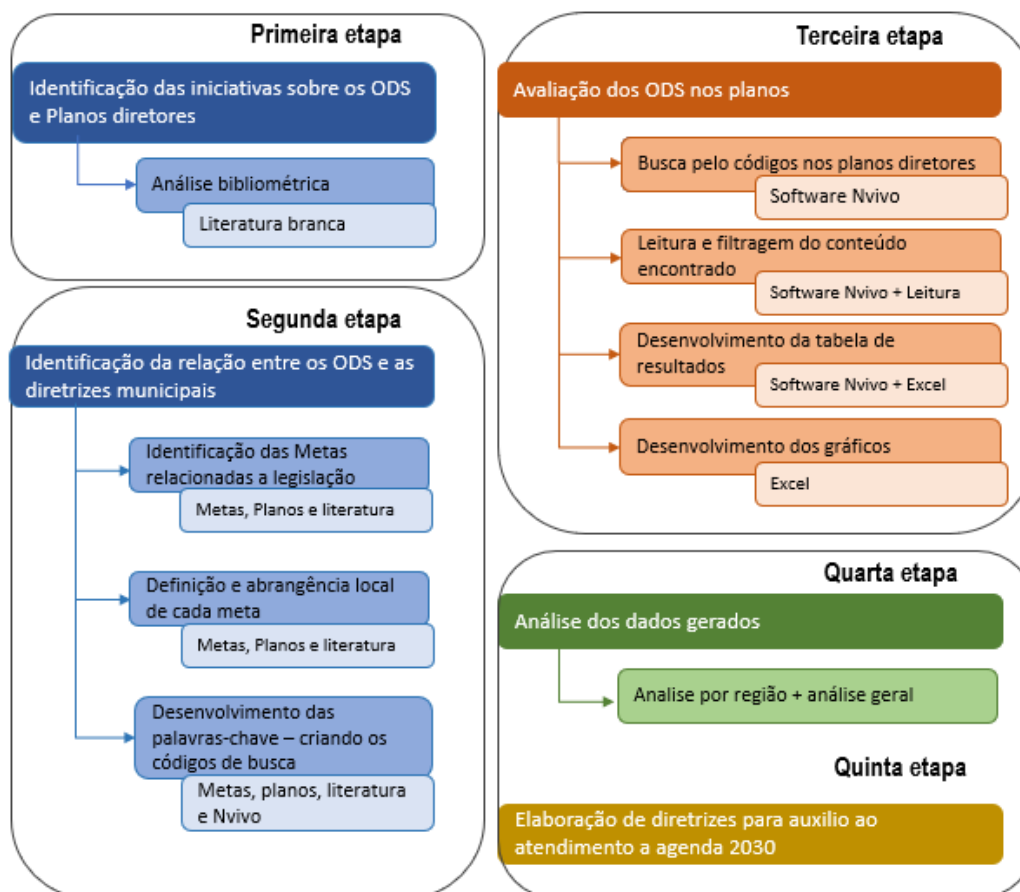 Primeira etapa
Identificação das iniciativas sobre os ODS
e Planos diretores
Análise bibliométrica
Literatura branca
Segunda etapa
Identificação da relação entre os ODS e as
diretrizes municipais
Identificação das Metas
relacionadas a legislação
Metas, Planos e literatura
Definição e abrangência local
de cada meta
Metas, Planos e literatura
Desenvolvimento das
palavras-chave – criando os
códigos de busca
Metas, planos, literatura
e Nvivo
Terceira etapa
Avaliação dos ODS nos planos
Busca pelo códigos nos planos diretores
Software Nvivo
Leitura e filtragem do conteúdo
encontrado
Software Nvivo + Leitura
Desenvolvimento da tabela de
resultados
Software Nvivo + Excel
Desenvolvimento dos gráficos
Excel
Quarta etapa
Análise dos dados gerados
Analise por região + análise geral
Quinta etapa
Elaboração de diretrizes para auxilio ao
atendimento a agenda 2030